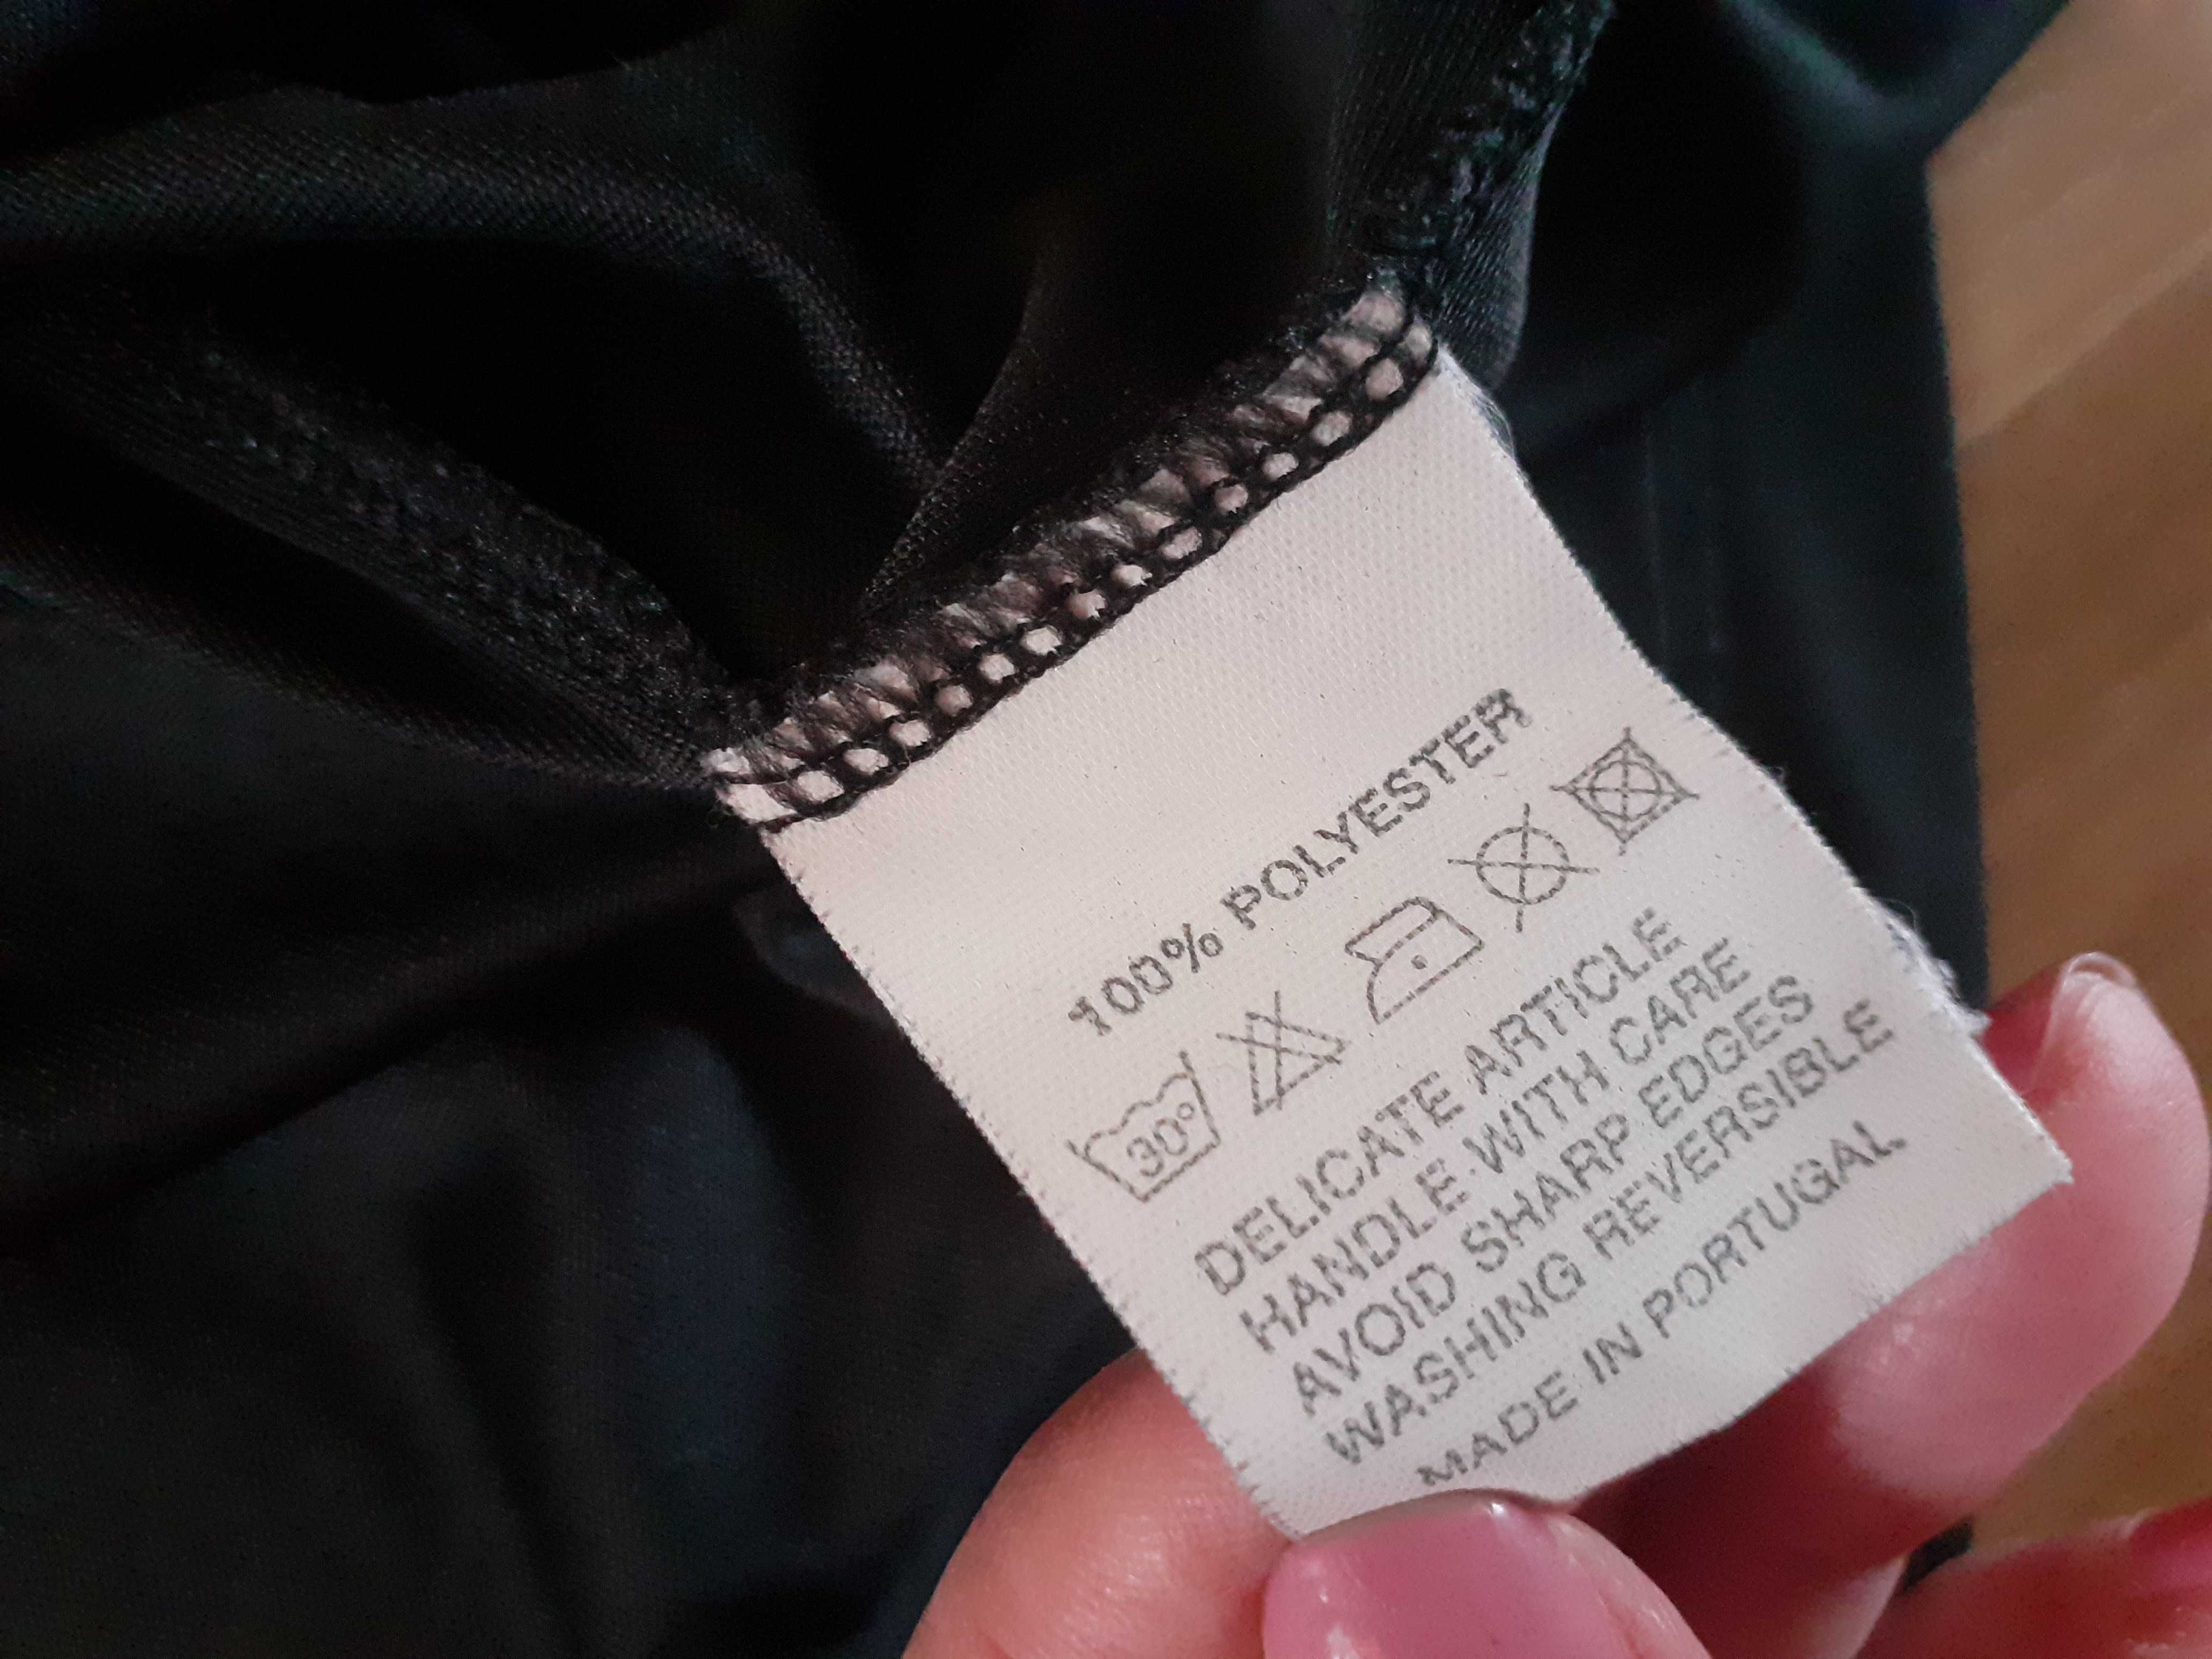 100% POLYESTER
30°
DELICATE ARTICLE
HANDLE WITH CARE
AVOID SHARP EDGES
WASHING REVERSIBLE
MADE IN PORTUGAL